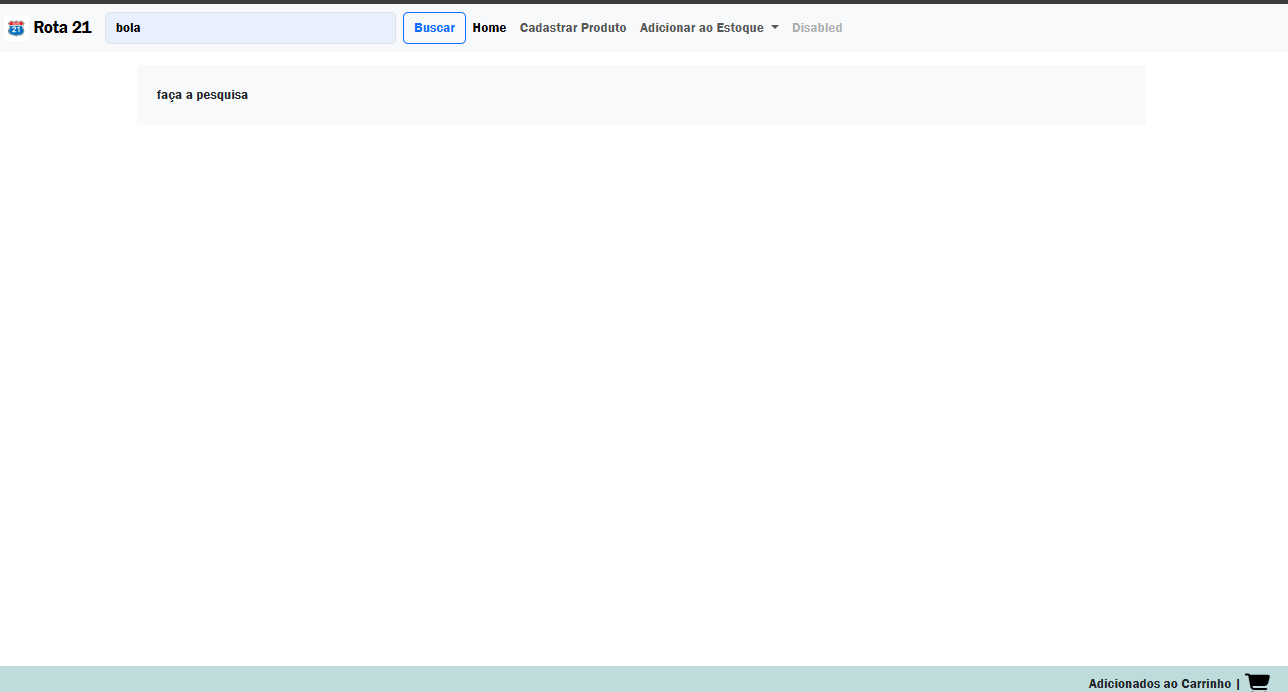 21 Rota 21 bola Buscar Home Cadastrar Produto Adicionar ao Estoque Disabled
faça a pesquisa
Adicionados ao Carrinho |